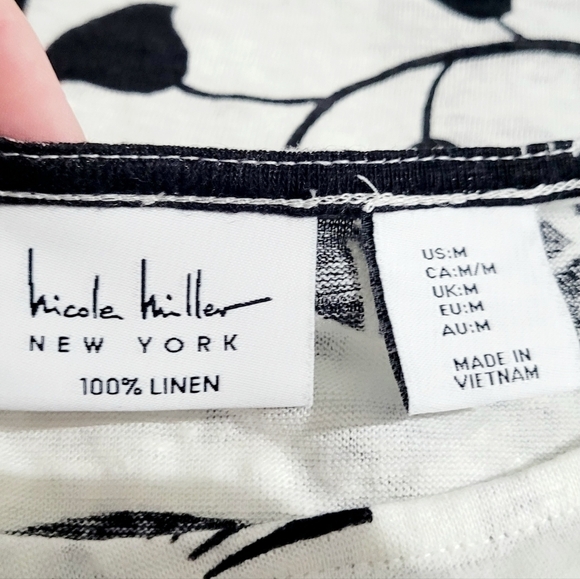 Nicole Miller
NEW YORK
100% LINEN
US:M
CA:M/M
UK:M
EU:M
AU:M
MADE IN
VIETNAM